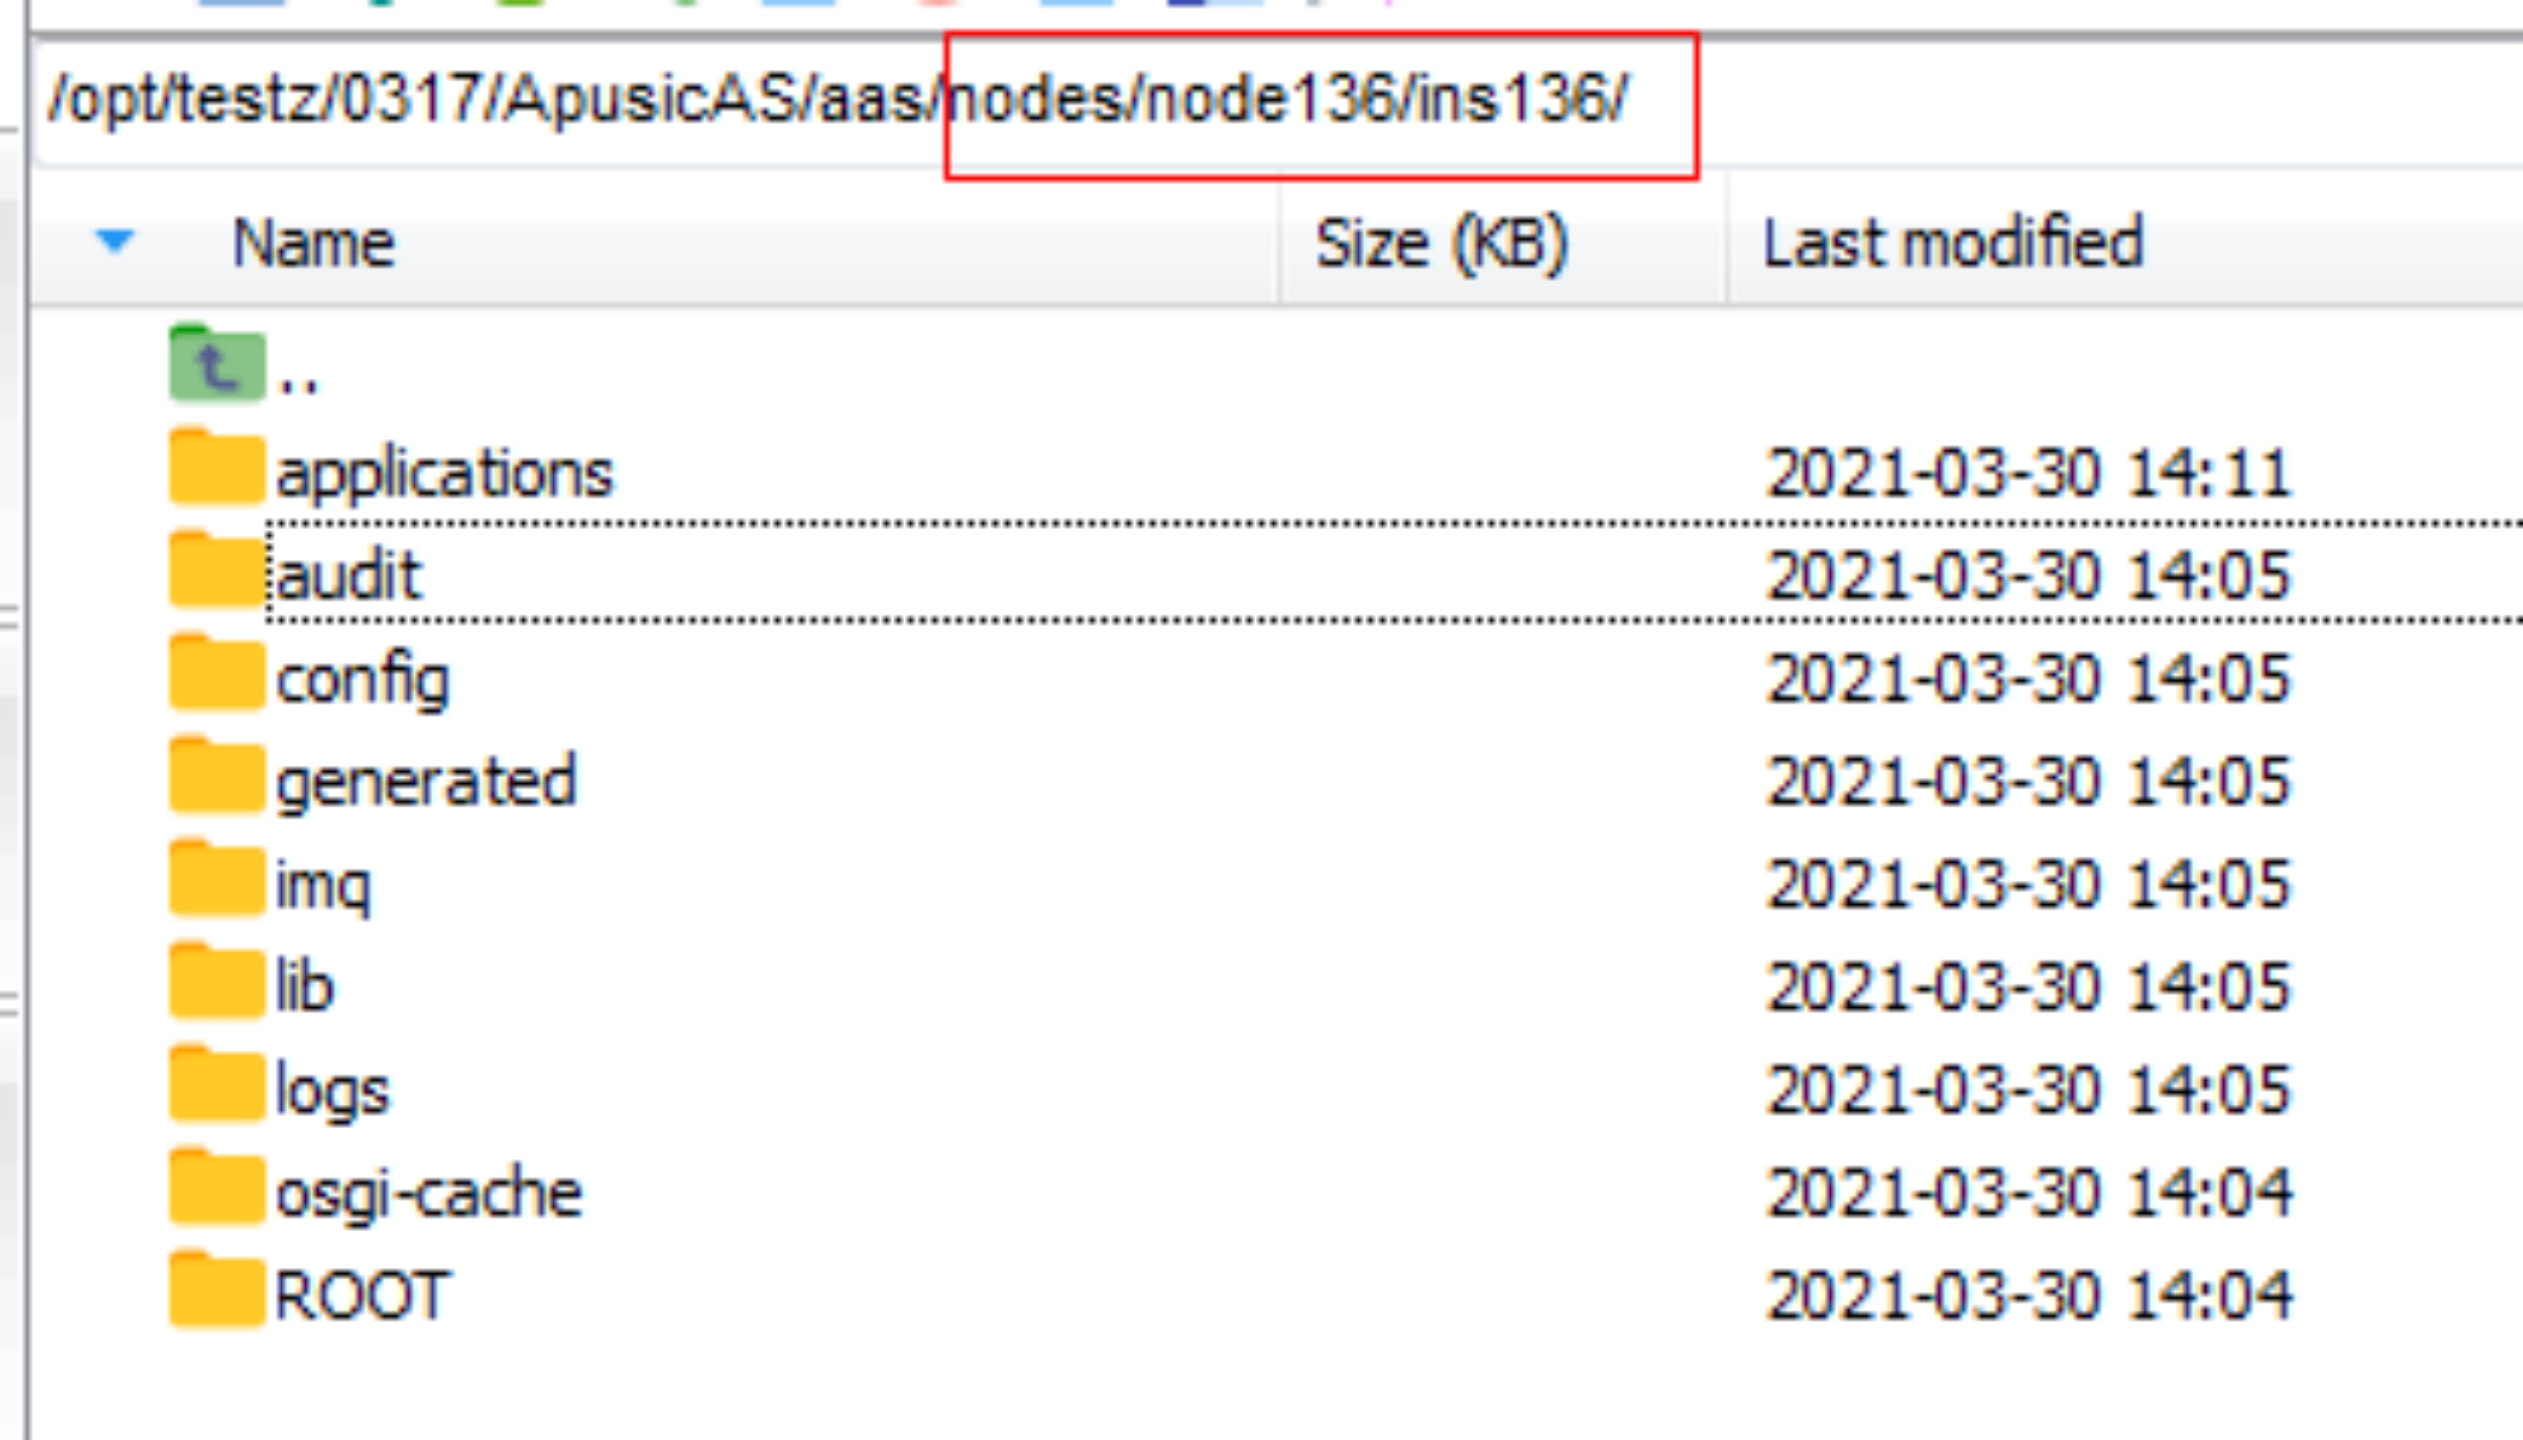 /opt/testz/0317/ApusicAS/aas/nodes/node136/ins136/
Name Size (KB) Last modified
..
applications 2021-03-30 14:11
audit 2021-03-30 14:05
config 2021-03-30 14:05
generated 2021-03-30 14:05
imq 2021-03-30 14:05
lib 2021-03-30 14:05
logs 2021-03-30 14:05
osgi-cache 2021-03-30 14:04
ROOT 2021-03-30 14:04